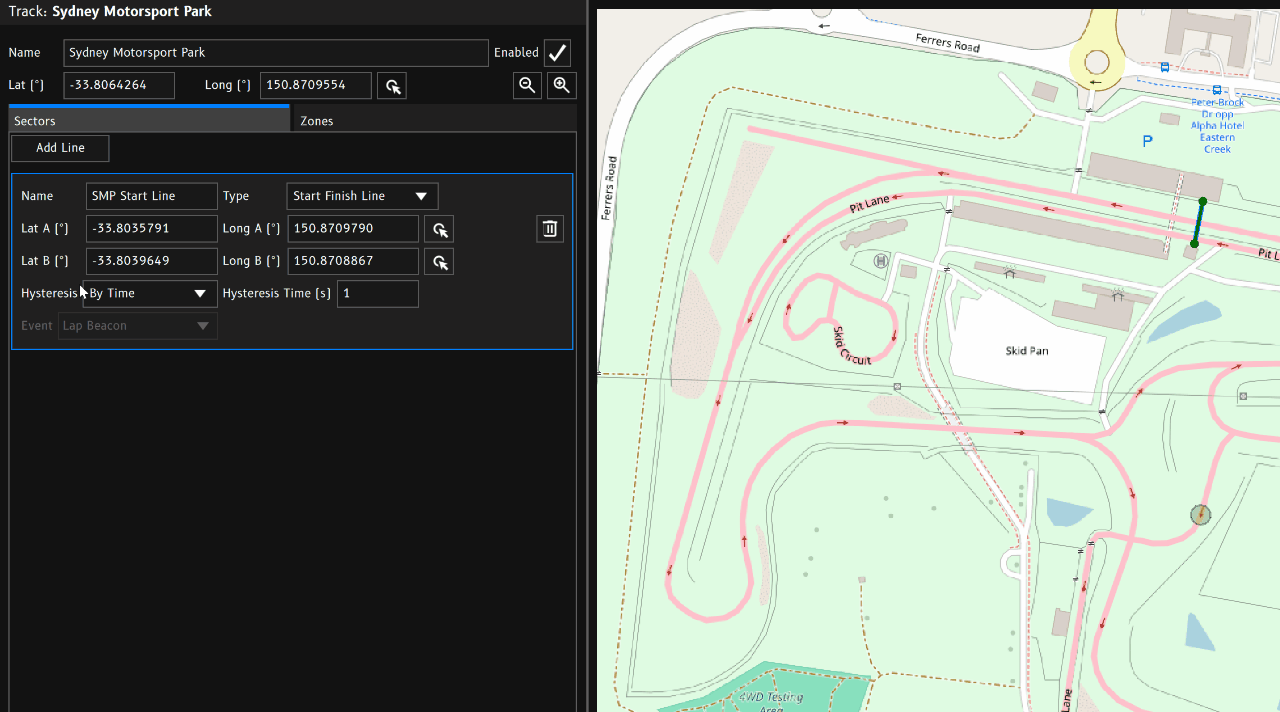 Track: Sydney Motorsport Park
Name Sydney Motorsport Park Enabled
Lat [°] -33.8064264 Long [°] 150.8709554
Sectors Zones
Add Line
Name SMP Start Line Type Start Finish Line
Lat A [°] -33.8035791 Long A [°] 150.8709790
Lat B [°] -33.8039649 Long B [°] 150.8708867
Hysteresis By Time Hysteresis Time [s] 1
Event Lap Beacon
Ferrers Road
Peter Brock
Dr opp
Alpha Hotel
Eastern
Creek
P
Ferrers Road
Pit Lane
Pit L
H
Skid Circuit
Skid Pan
Lane
4WD Testing
Area